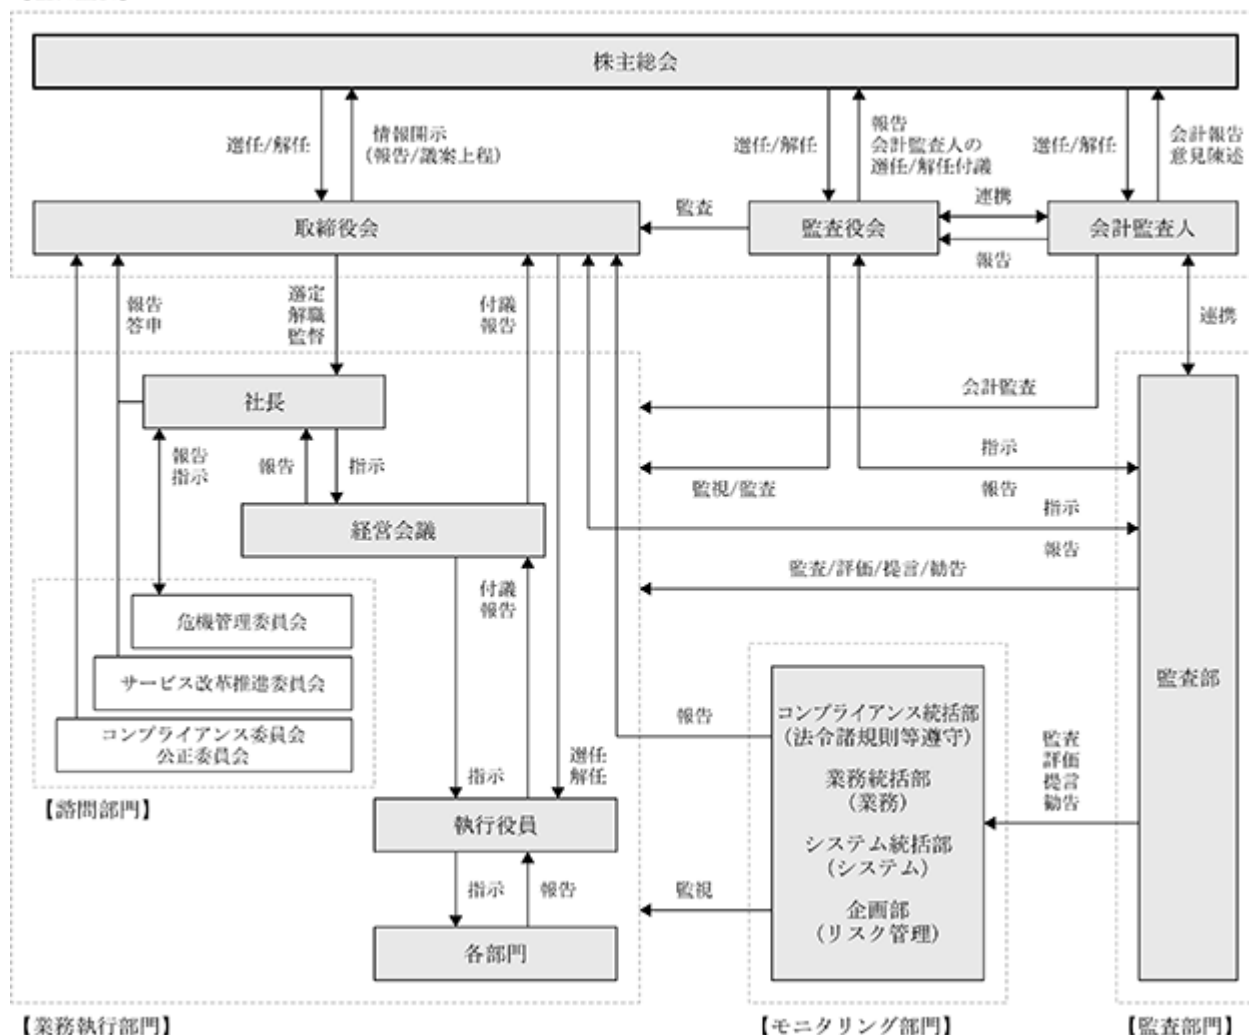 株主総会
選任/解任
情報開示
(報告/議案上程)
選任/解任
報告
会計監査人の
選任/解任付議
選任/解任
会計報告
意見陳述
取締役会
監査
監査役会
連携
報告
会計監査人
報告
答申
選定
解職
監督
付議
報告
連携
社長
会計監査
報告
指示
報告
指示
指示
監視/監査
報告
経営会議
指示
報告
付議
報告
監査/評価/提言/勧告
危機管理委員会
サービス改革推進委員会
コンプライアンス委員会
公正委員会
【諮問部門】
報告
選任
解任
指示
コンプライアンス統括部
(法令諸規則等遵守)
業務統括部
(業務)
システム統括部
(システム)
企画部
(リスク管理)
監査
評価
提言
勧告
監査部
執行役員
指示
報告
監視
各部門
【業務執行部門】
【モニタリング部門】
【監査部門】